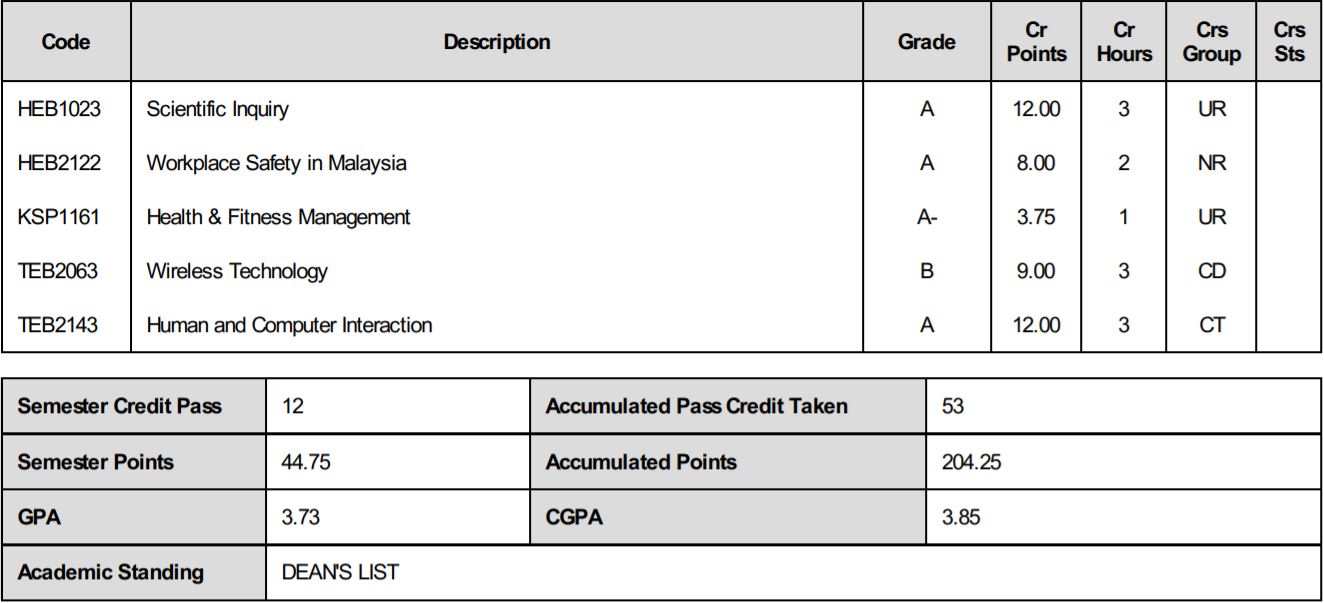 Code Description Grade Cr Points Cr Hours Crs Group Crs Sts
HEB1023 Scientific Inquiry A 12.00 3 UR
HEB2122 Workplace Safety in Malaysia A 8.00 2 NR
KSP1161 Health & Fitness Management A- 3.75 1 UR
TEB2063 Wireless Technology B 9.00 3 CD
TEB2143 Human and Computer Interaction A 12.00 3 CT
Semester Credit Pass 12 Accumulated Pass Credit Taken 53
Semester Points 44.75 Accumulated Points 204.25
GPA 3.73 CGPA 3.85
Academic Standing DEAN'S LIST